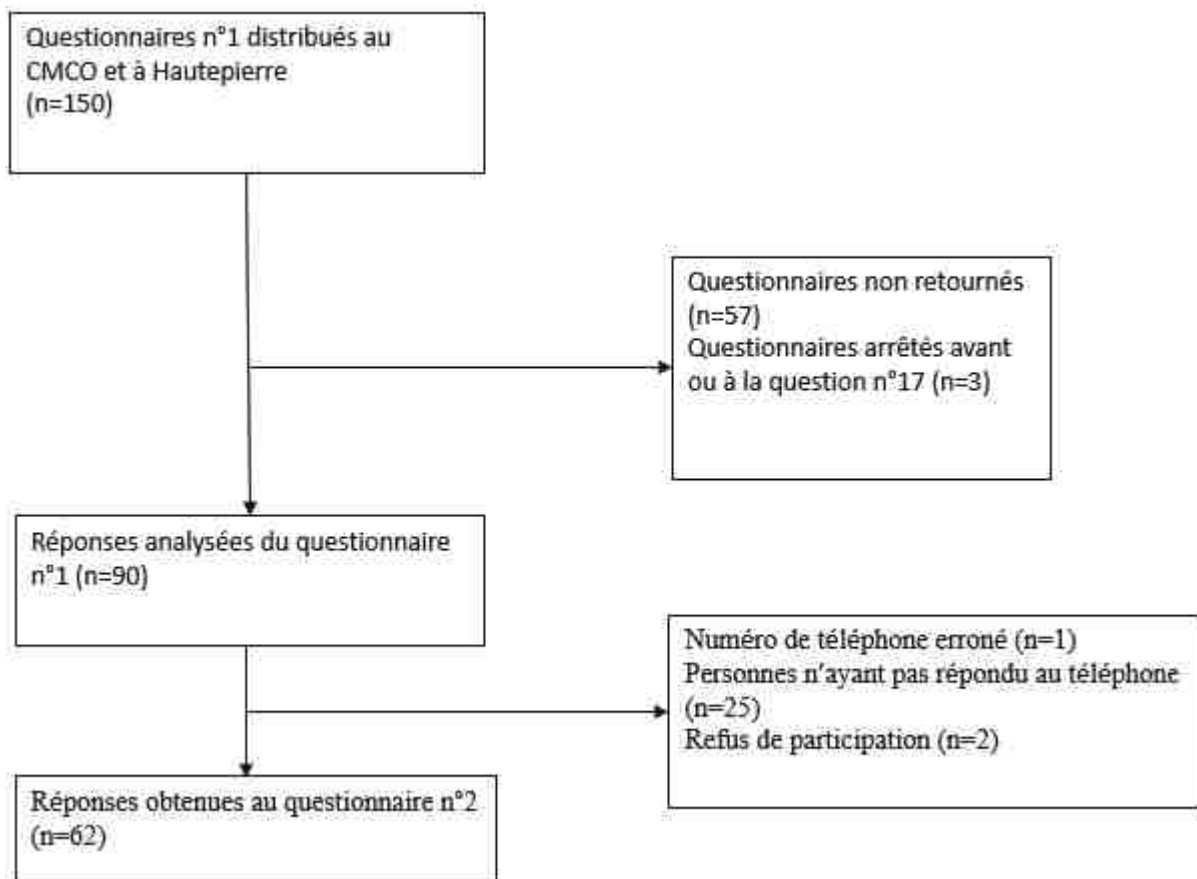 Questionnaires n°1 distribués au
CMCO et à Hautepierre
(n=150)
Questionnaires non retournés
(n=57)
Questionnaires arrêtés avant
ou à la question n°17 (n=3)
Réponses analysées du questionnaire
n°1 (n=90)
Numéro de téléphone erroné (n=1)
Personnes n'ayant pas répondu au téléphone
(n=25)
Refus de participation (n=2)
Réponses obtenues au questionnaire n°2
(n=62)